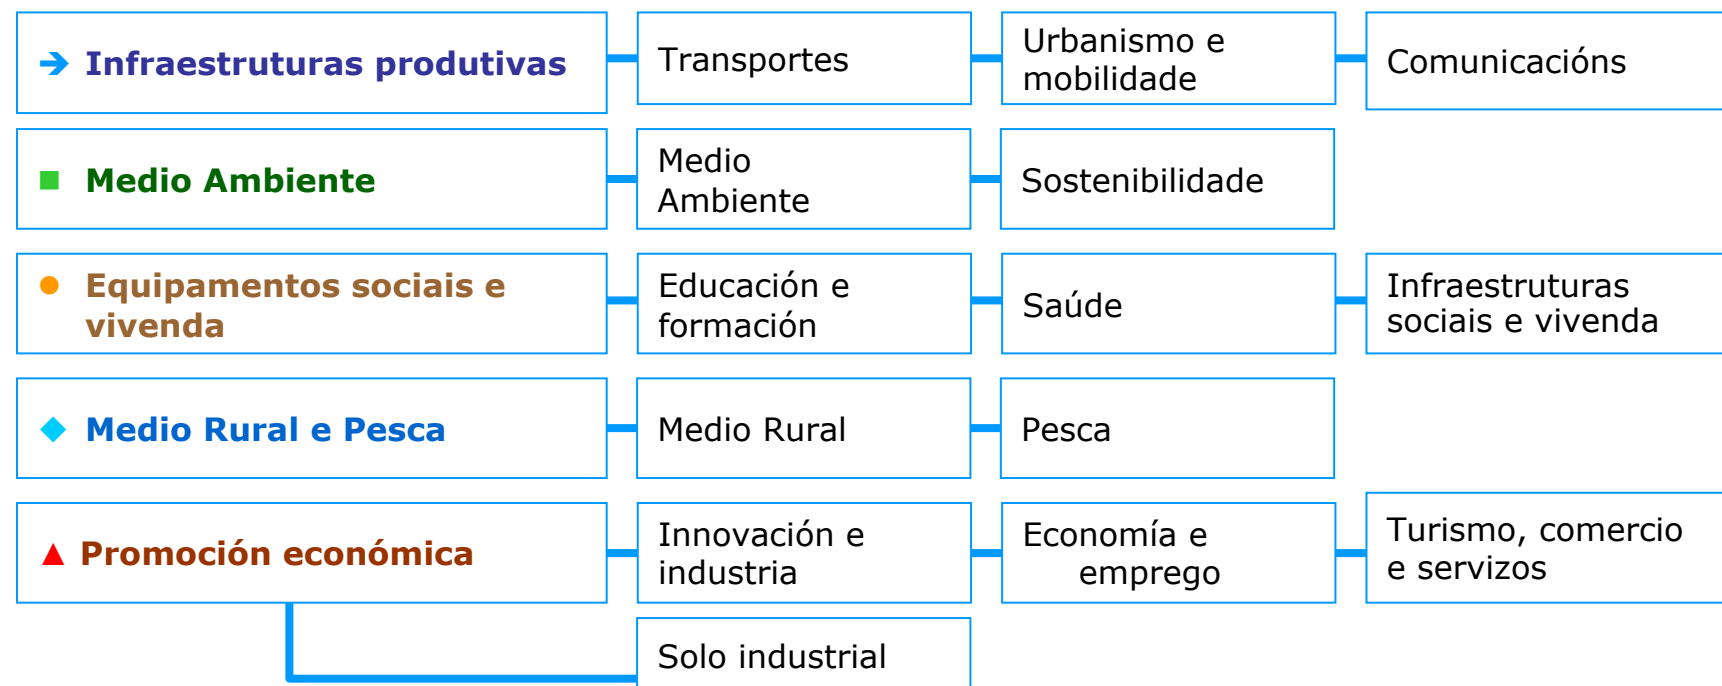 Infraestruturas produtivas
Transportes
Urbanismo e
mobilidade
Comunicacións
Medio Ambiente
Medio
Ambiente
Sostenibilidade
Equipamentos sociais e
vivenda
Educación e
formación
Saúde
Infraestruturas
sociais e vivenda
Medio Rural e Pesca
Medio Rural
Pesca
Promoción económica
Innovación e
industria
Economía e
emprego
Turismo, comercio
e servizos
Solo industrial